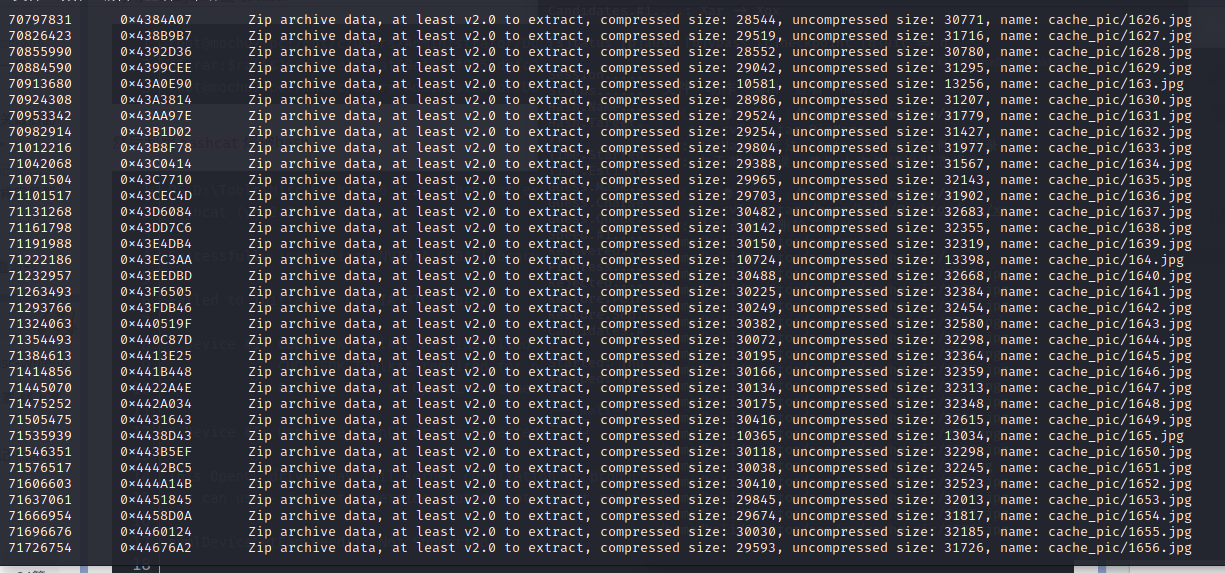 70797831 0×4384A07 Zip archive data, at least v2.0 to extract, compressed size: 28544, uncompressed size: 30771, name: cache_pic/1626.jpg
70826423 0×438B9B7 Zip archive data, at least v2.0 to extract, compressed size: 29519, uncompressed size: 31716, name: cache_pic/1627.jpg
70855990 0×4392D36 Zip archive data, at least v2.0 to extract, compressed size: 28552, uncompressed size: 30780, name: cache_pic/1628.jpg
70884590 0×4399CEE Zip archive data, at least v2.0 to extract, compressed size: 29042, uncompressed size: 31295, name: cache_pic/1629.jpg
70913680 0×43A0E90 Zip archive data, at least v2.0 to extract, compressed size: 10581, uncompressed size: 13256, name: cache_pic/163.jpg
70924308 0×43A3814 Zip archive data, at least v2.0 to extract, compressed size: 28986, uncompressed size: 31207, name: cache_pic/1630.jpg
70953342 0×43AA97E Zip archive data, at least v2.0 to extract, compressed size: 29524, uncompressed size: 31779, name: cache_pic/1631.jpg
70982914 0×43B1D02 Zip archive data, at least v2.0 to extract, compressed size: 29254, uncompressed size: 31427, name: cache_pic/1632.jpg
71012216 0×43B8F78 Zip archive data, at least v2.0 to extract, compressed size: 29804, uncompressed size: 31977, name: cache_pic/1633.jpg
71042068 0×43C0414 Zip archive data, at least v2.0 to extract, compressed size: 29388, uncompressed size: 31567, name: cache_pic/1634.jpg
71071504 0×43C7710 Zip archive data, at least v2.0 to extract, compressed size: 29965, uncompressed size: 32143, name: cache_pic/1635.jpg
71101517 0×43CEC4D Zip archive data, at least v2.0 to extract, compressed size: 29703, uncompressed size: 31902, name: cache_pic/1636.jpg
71131268 0×43D6084 Zip archive data, at least v2.0 to extract, compressed size: 30482, uncompressed size: 32683, name: cache_pic/1637.jpg
71161798 0×43DD7C6 Zip archive data, at least v2.0 to extract, compressed size: 30142, uncompressed size: 32355, name: cache_pic/1638.jpg
71191988 0×43E4DB4 Zip archive data, at least v2.0 to extract, compressed size: 30150, uncompressed size: 32319, name: cache_pic/1639.jpg
71222186 0×43EC3AA Zip archive data, at least v2.0 to extract, compressed size: 10724, uncompressed size: 13398, name: cache_pic/164.jpg
71232957 0×43EEDBD Zip archive data, at least v2.0 to extract, compressed size: 30488, uncompressed size: 32668, name: cache_pic/1640.jpg
71263493 0×43F6505 Zip archive data, at least v2.0 to extract, compressed size: 30225, uncompressed size: 32384, name: cache_pic/1641.jpg
71293766 0×43FDB46 Zip archive data, at least v2.0 to extract, compressed size: 30249, uncompressed size: 32454, name: cache_pic/1642.jpg
71324063 0×440519F Zip archive data, at least v2.0 to extract, compressed size: 30382, uncompressed size: 32580, name: cache_pic/1643.jpg
71354493 0×440C87D Zip archive data, at least v2.0 to extract, compressed size: 30072, uncompressed size: 32298, name: cache_pic/1644.jpg
71384613 0×4413E25 Zip archive data, at least v2.0 to extract, compressed size: 30195, uncompressed size: 32364, name: cache_pic/1645.jpg
71414856 0×441B448 Zip archive data, at least v2.0 to extract, compressed size: 30166, uncompressed size: 32359, name: cache_pic/1646.jpg
71445070 0×4422A4E Zip archive data, at least v2.0 to extract, compressed size: 30134, uncompressed size: 32313, name: cache_pic/1647.jpg
71475252 0×442A034 Zip archive data, at least v2.0 to extract, compressed size: 30175, uncompressed size: 32348, name: cache_pic/1648.jpg
71505475 0×4431643 Zip archive data, at least v2.0 to extract, compressed size: 30416, uncompressed size: 32615, name: cache_pic/1649.jpg
71535939 0×4438D43 Zip archive data, at least v2.0 to extract, compressed size: 10365, uncompressed size: 13034, name: cache_pic/165.jpg
71546351 0×443B5EF Zip archive data, at least v2.0 to extract, compressed size: 30118, uncompressed size: 32298, name: cache_pic/1650.jpg
71576517 0×4442BC5 Zip archive data, at least v2.0 to extract, compressed size: 30038, uncompressed size: 32245, name: cache_pic/1651.jpg
71606603 0×444A14B Zip archive data, at least v2.0 to extract, compressed size: 30410, uncompressed size: 32523, name: cache_pic/1652.jpg
71637061 0×4451845 Zip archive data, at least v2.0 to extract, compressed size: 29845, uncompressed size: 32013, name: cache_pic/1653.jpg
71666954 0×4458D0A Zip archive data, at least v2.0 to extract, compressed size: 29674, uncompressed size: 31817, name: cache_pic/1654.jpg
71696676 0×4460124 Zip archive data, at least v2.0 to extract, compressed size: 30030, uncompressed size: 32185, name: cache_pic/1655.jpg
71726754 0×44676A2 Zip archive data, at least v2.0 to extract, compressed size: 29593, uncompressed size: 31726, name: cache_pic/1656.jpg